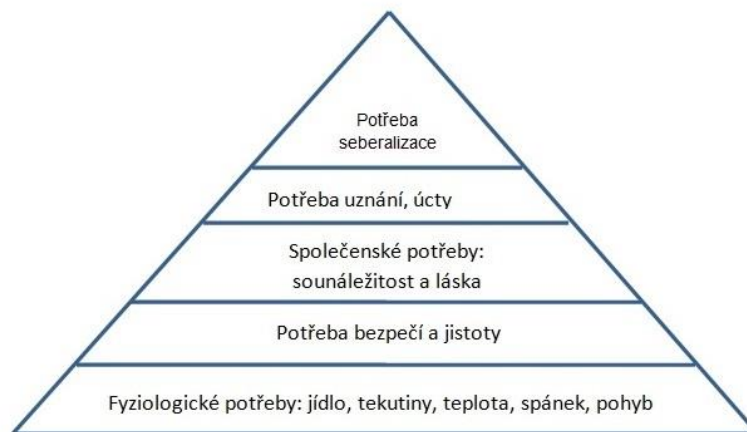 Potřeba
seberalizace
Potřeba uznání, úcty
Společenské potřeby:
sounáležitost a láska
Potřeba bezpečí a jistoty
Fyziologické potřeby: jídlo, tekutiny, teplota, spánek, pohyb